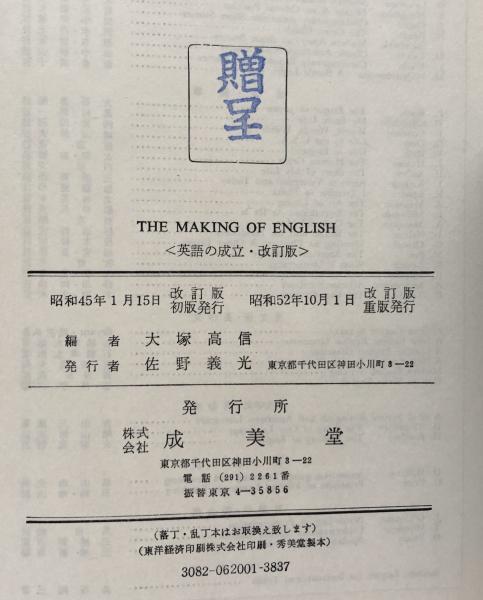 贈呈
THE MAKING OF ENGLISH
＜英語の成立・改訂版＞
昭和45年1月15日 改訂版初版発行 昭和52年10月1日 改訂版重版発行
編者 大塚高信
発行者 佐野義光 東京都千代田区神田小川町3―22
発行所
株式会社 成美堂
東京都千代田区神田小川町3―22
電話 (291) 2261番
振替東京 4―35856
(落丁・乱丁本はお取換え致します)
(東洋経済印刷株式会社印刷・秀美堂製本)
3082-062001-3837